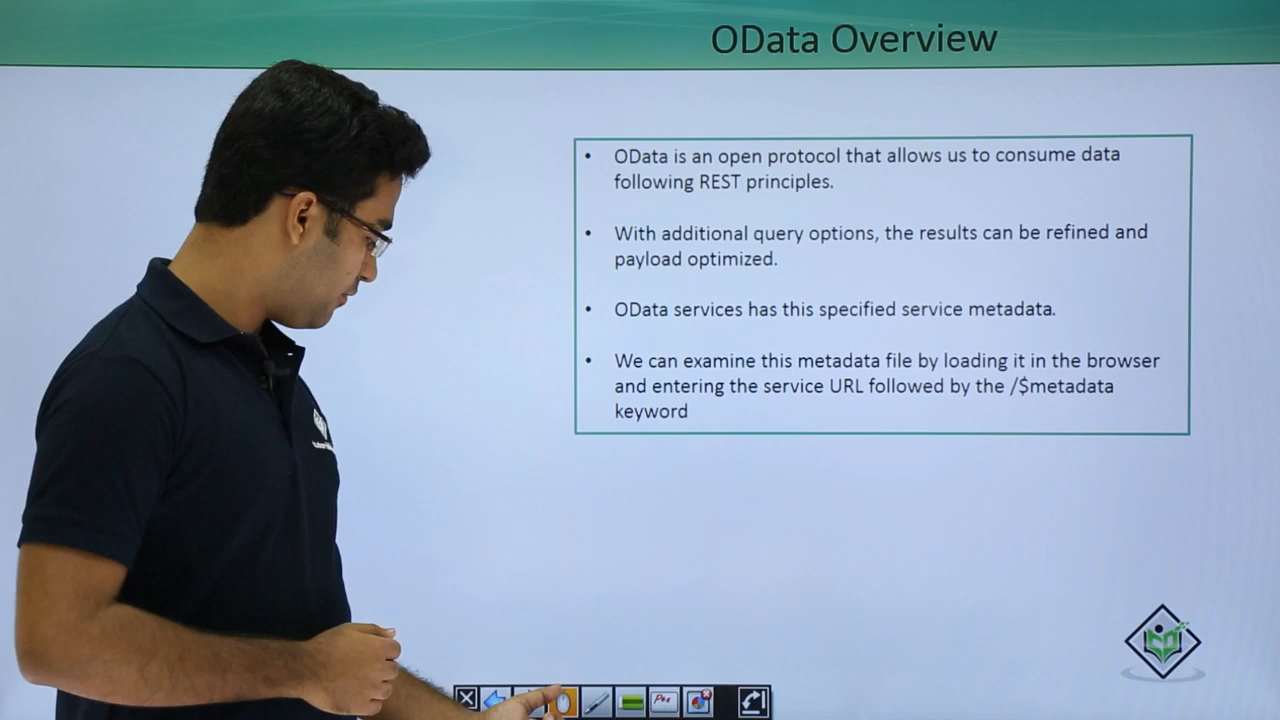 OData Overview
• OData is an open protocol that allows us to consume data
following REST principles.
• With additional query options, the results can be refined and
payload optimized.
• OData services has this specified service metadata.
• We can examine this metadata file by loading it in the browser
and entering the service URL followed by the /$metadata
keyword